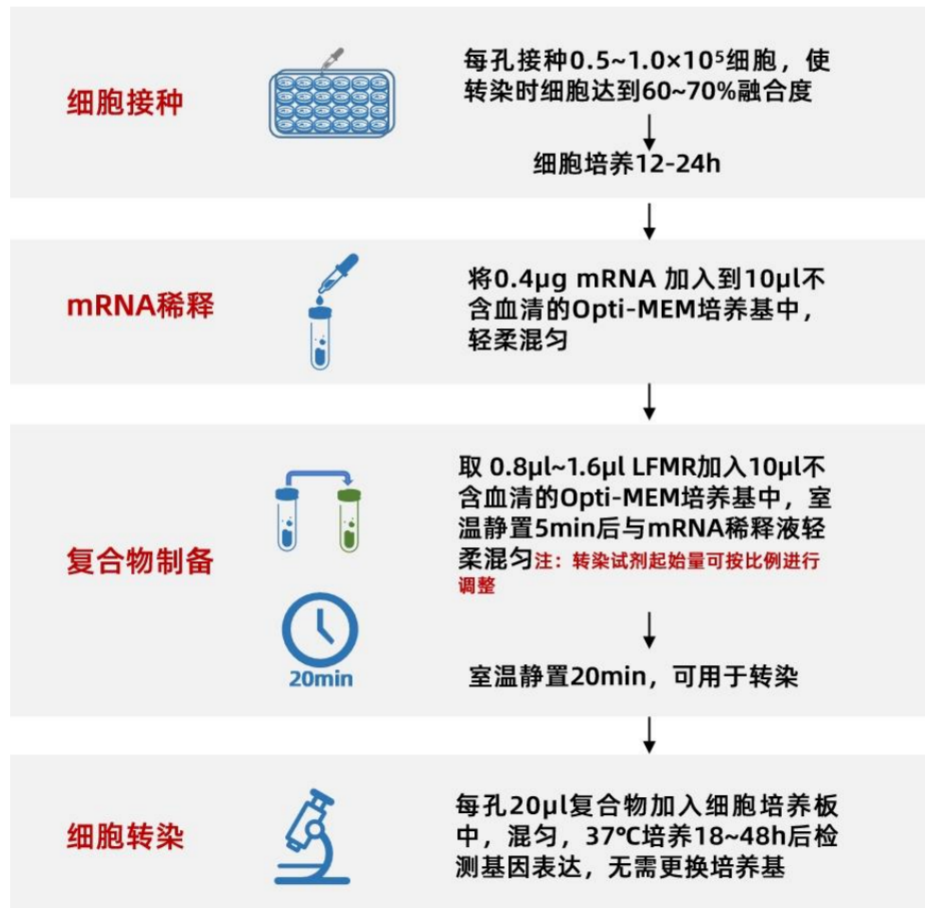 细胞接种
每孔接种0.5~1.0×10⁵细胞，使
转染时细胞达到60~70%融合度
细胞培养12-24h
mRNA稀释
将0.4μg mRNA 加入到10μl不
含血清的Opti-MEM培养基中，
轻柔混匀
复合物制备
20min
取 0.8μl~1.6μl LFMR加入10μl不
含血清的Opti-MEM培养基中，室
温静置5min后与mRNA稀释液轻
柔混匀注：转染试剂起始量可按比例进行
调整
室温静置20min，可用于转染
细胞转染
每孔20μl复合物加入细胞培养板
中，混匀，37℃培养18~48h后检
测基因表达，无需更换培养基